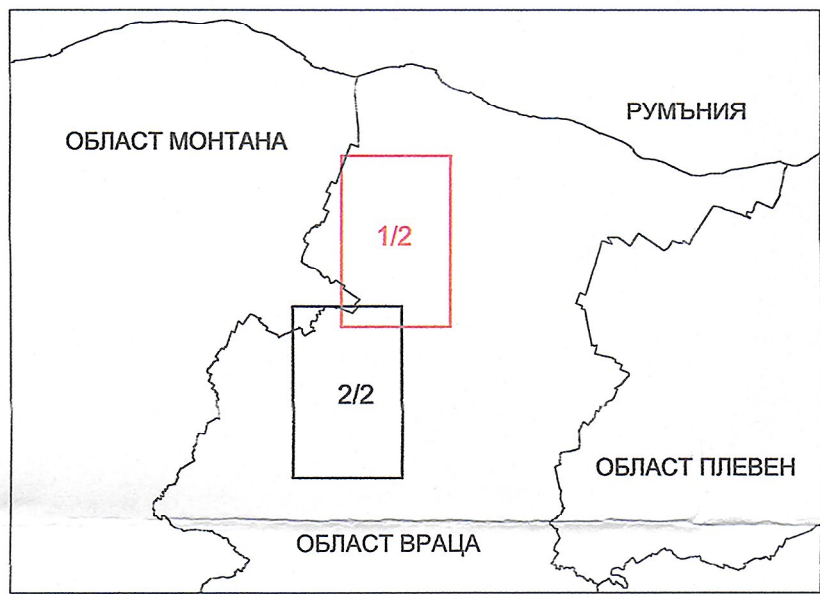 РУМЪНИЯ
ОБЛАСТ МОНТАНА
1/2
2/2
ОБЛАСТ ПЛЕВЕН
ОБЛАСТ ВРАЦА